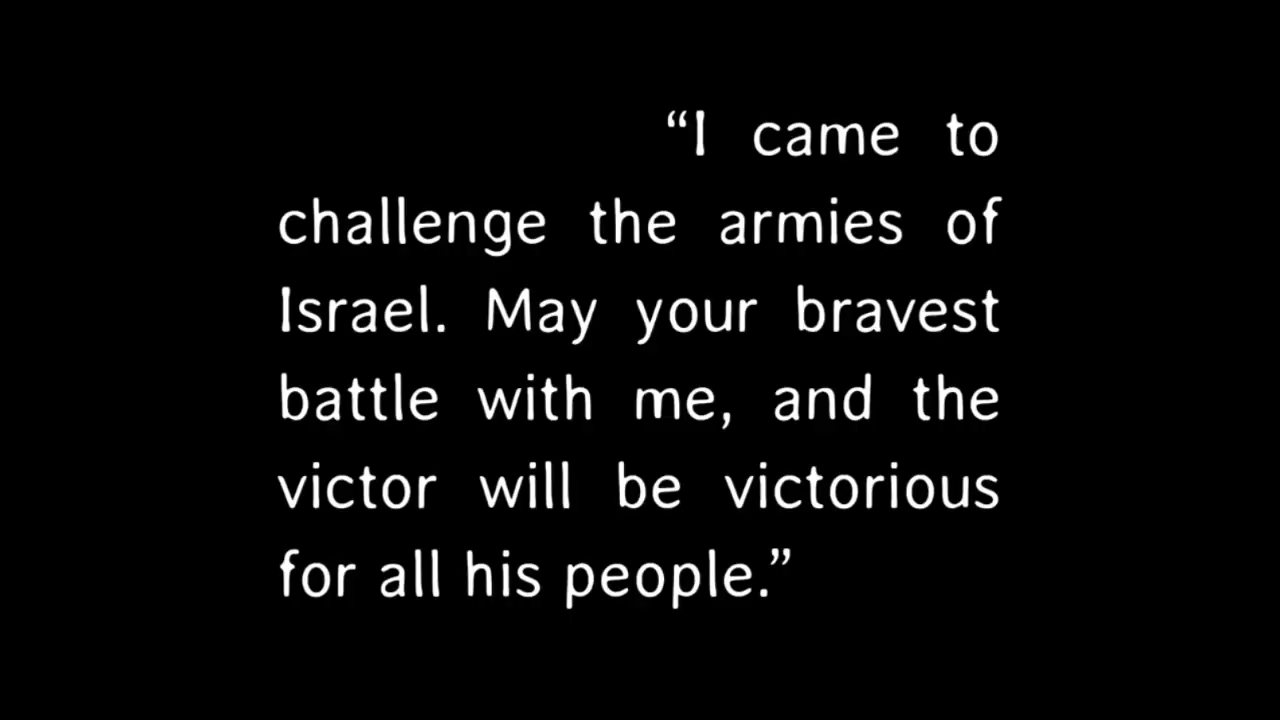 “I came to
challenge the armies of
Israel. May your bravest
battle with me, and the
victor will be victorious
for all his people.”